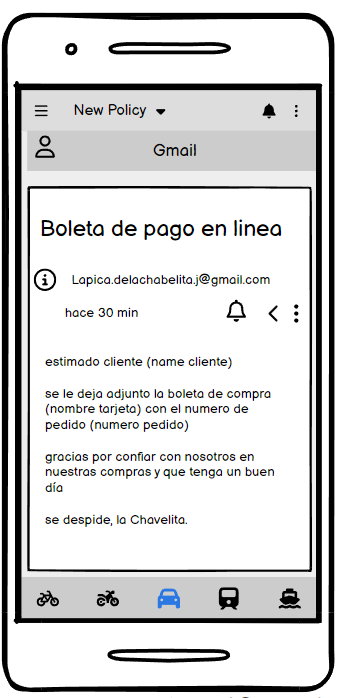 New Policy
Gmail
Boleta de pago en linea
Lapica.delachabelita.j@gmail.com
hace 30 min
estimado cliente (name cliente)
se le deja adjunto la boleta de compra
(nombre tarjeta) con el numero de
pedido (numero pedido)
gracias por confiar con nosotros en
nuestras compras y que tenga un buen
día
se despide, la Chavelita.